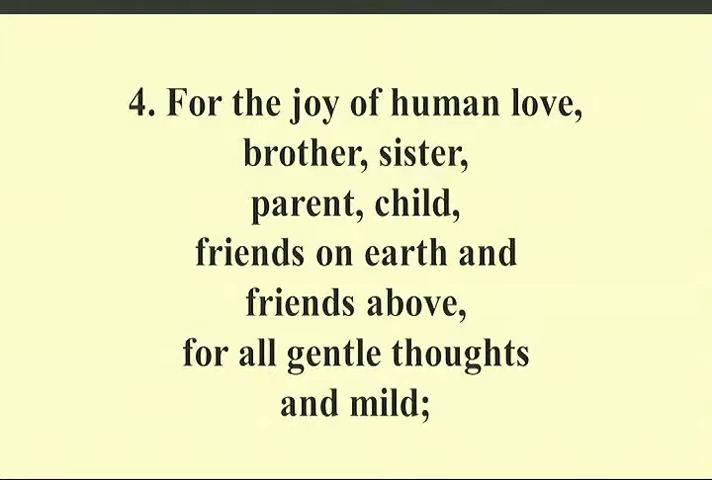 4. For the joy of human love,
brother, sister,
parent, child,
friends on earth and
friends above,
for all gentle thoughts
and mild;